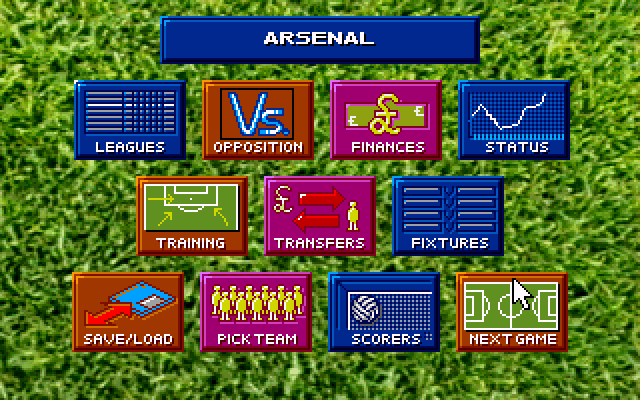 ARSENAL
LEAGUES
Vs.
OPPOSITION
£ £
FINANCES
STATUS
TRAINING
£
TRANSFERS
FIXTURES
SAVE/LOAD
PICK TEAM
SCORERS
NEXT GAME